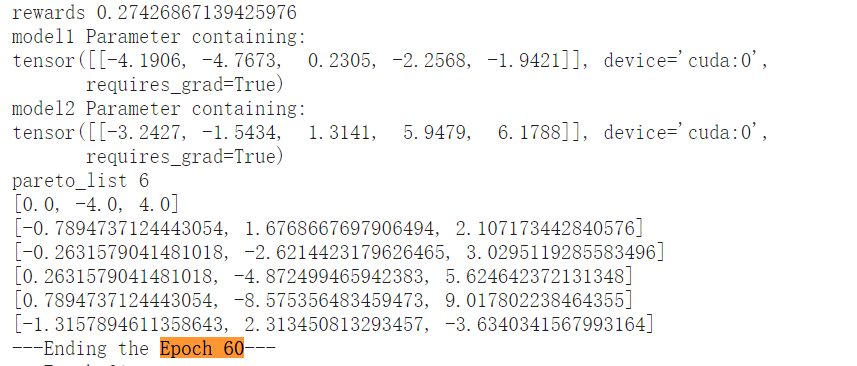 rewards 0.27426867139425976
model1 Parameter containing:
tensor([[-4.1906, -4.7673,  0.2305, -2.2568, -1.9421]], device='cuda:0',
       requires_grad=True)
model2 Parameter containing:
tensor([[-3.2427, -1.5434,  1.3141,  5.9479,  6.1788]], device='cuda:0',
       requires_grad=True)
pareto_list 6
[0.0, -4.0, 4.0]
[-0.7894737124443054, 1.6768667697906494, 2.107173442840576]
[-0.2631579041481018, -2.6214423179626465, 3.0295119285583496]
[0.2631579041481018, -4.872499465942383, 5.624642372131348]
[0.7894737124443054, -8.575356483459473, 9.017802238464355]
[-1.3157894611358643, 2.313450813293457, -3.6340341567993164]
---Ending the Epoch 60---